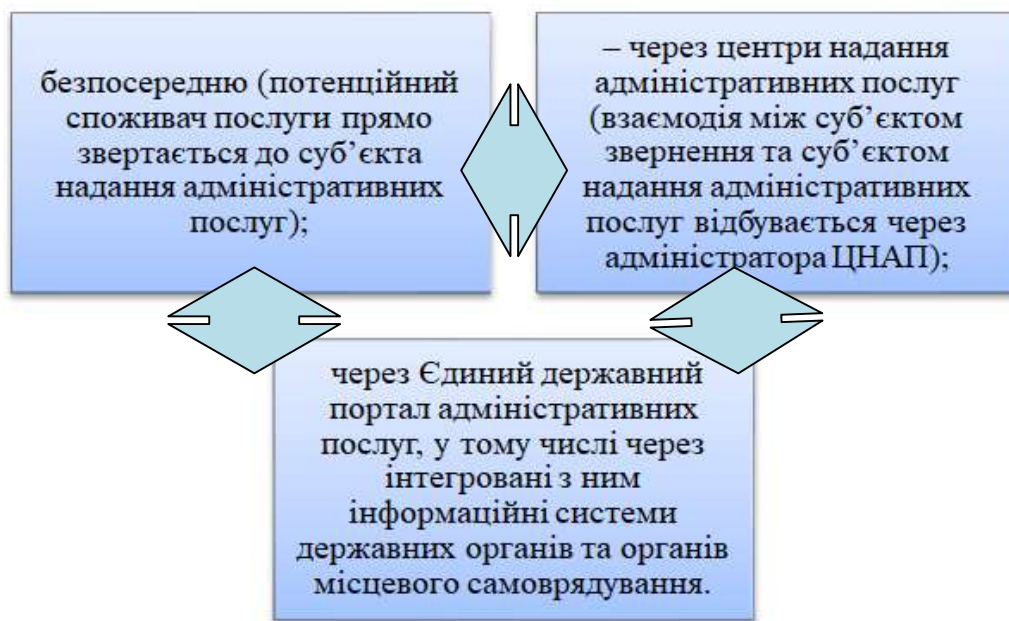 безпосередню (потенційний
споживач послуги прямо
звертається до суб’єкта
надання адміністративних
послуг);
– через центри надання
адміністративних послуг
(взаємодія між суб’єктом
звернення та суб’єктом
надання адміністративних
послуг відбувається через
адміністратора ЦНАП);
через Єдиний державний
портал адміністративних
послуг, у тому числі через
інтегровані з ним
інформаційні системи
державних органів та органів
місцевого самоврядування.